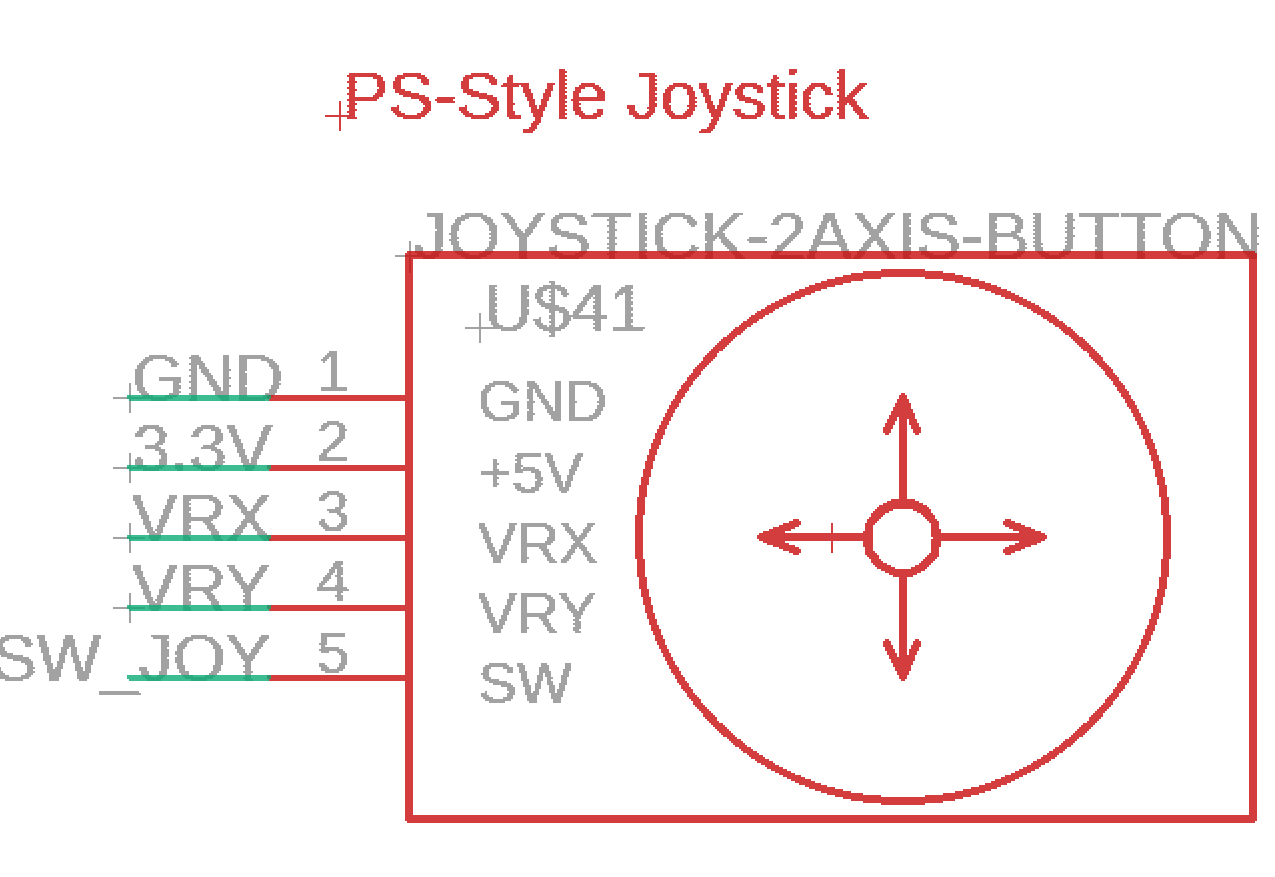 PS-Style Joystick
JOYSTICK-2AXIS-BUTTON
U$41
GND 1 GND
3.3V 2 +5V
VRX 3 VRX
VRY 4 VRY
SW_JOY 5 SW